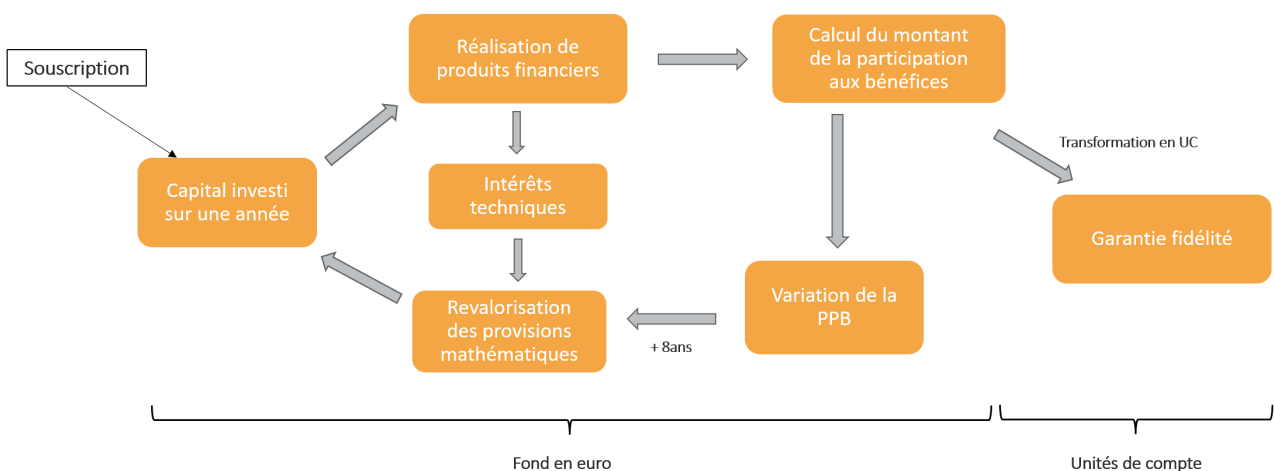 Souscription
Réalisation de
produits financiers
Calcul du montant
de la participation
aux bénéfices
Transformation en UC
Capital investi
sur une année
Intérêts
techniques
Garantie fidélité
Revalorisation
des provisions
mathématiques
+ 8ans
Variation de la
PPB
Fond en euro
Unités de compte